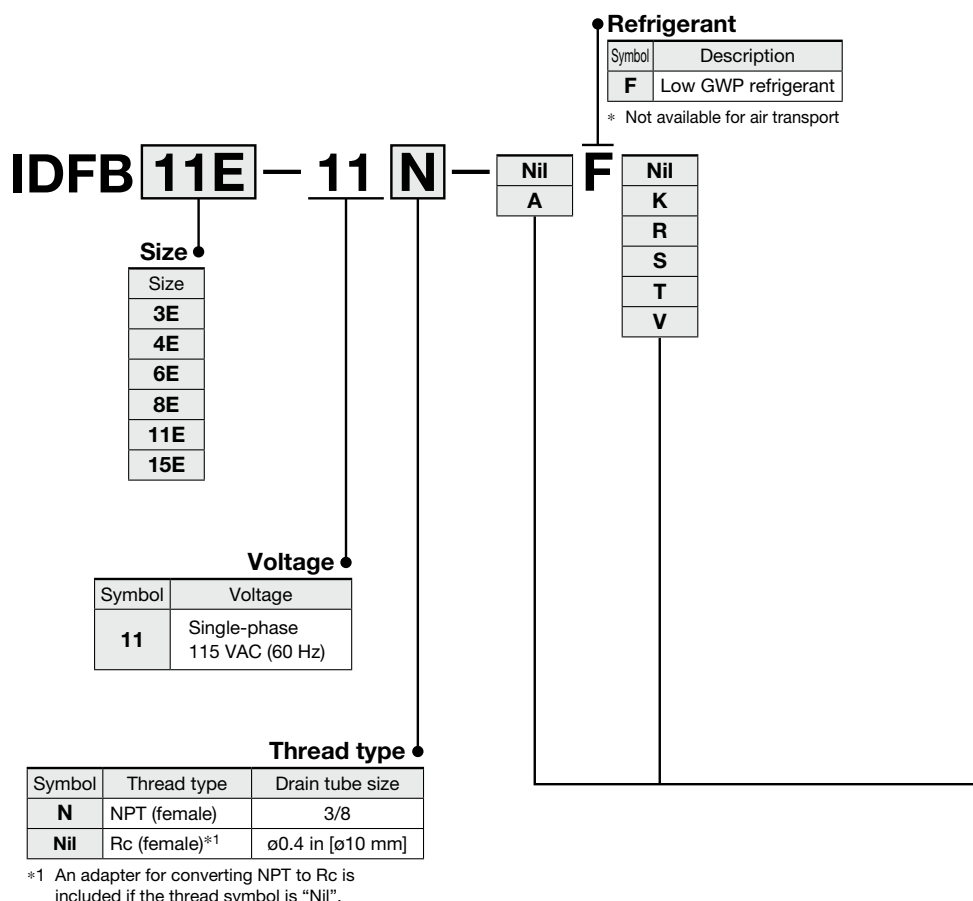 Refrigerant
Symbol Description
F Low GWP refrigerant
* Not available for air transport
IDFB 11E — 11 N — Nil F Nil
A K
R
S
T
V
Size
Size
3E
4E
6E
8E
11E
15E
Voltage
Symbol Voltage
11 Single-phase
115 VAC (60 Hz)
Thread type
Symbol Thread type Drain tube size
N NPT (female) 3/8
Nil Rc (female)*1 ø0.4 in [ø10 mm]
*1 An adapter for converting NPT to Rc is
included if the thread symbol is “Nil”.